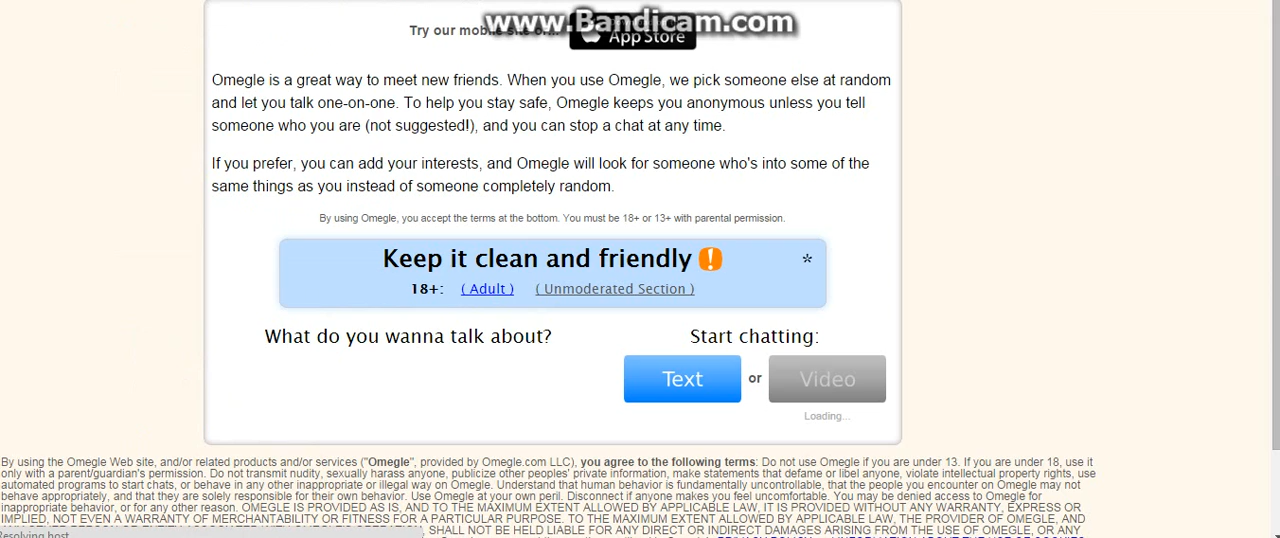 www.Bandicam.com
Try our mobile site or...
App Store
Omegle is a great way to meet new friends. When you use Omegle, we pick someone else at random
and let you talk one-on-one. To help you stay safe, Omegle keeps you anonymous unless you tell
someone who you are (not suggested!), and you can stop a chat at any time.
If you prefer, you can add your interests, and Omegle will look for someone who's into some of the
same things as you instead of someone completely random.
By using Omegle, you accept the terms at the bottom. You must be 18+ or 13+ with parental permission.
Keep it clean and friendly ! *
18+: ( Adult ) ( Unmoderated Section )
What do you wanna talk about? Start chatting:
Text or Video
Loading...
By using the Omegle Web site, and/or related products and/or services ("Omegle", provided by Omegle.com LLC), you agree to the following terms: Do not use Omegle if you are under 13. If you are under 18, use it
only with a parent/guardian's permission. Do not transmit nudity, sexually harass anyone, publicize other peoples' private information, make statements that defame or libel anyone, violate intellectual property rights, use
automated programs to start chats, or behave in any other inappropriate or illegal way on Omegle. Understand that human behavior is fundamentally uncontrollable, that the people you encounter on Omegle may not
behave appropriately, and that they are solely responsible for their own behavior. Use Omegle at your own peril. Disconnect if anyone makes you feel uncomfortable. You may be denied access to Omegle for
inappropriate behavior, or for any other reason. OMEGLE IS PROVIDED AS IS, AND TO THE MAXIMUM EXTENT ALLOWED BY APPLICABLE LAW, IT IS PROVIDED WITHOUT ANY WARRANTY, EXPRESS OR
IMPLIED, NOT EVEN A WARRANTY OF MERCHANTABILITY OR FITNESS FOR A PARTICULAR PURPOSE. TO THE MAXIMUM EXTENT ALLOWED BY APPLICABLE LAW, THE PROVIDER OF OMEGLE, AND
SHALL NOT BE HELD LIABLE FOR ANY DIRECT OR INDIRECT DAMAGES ARISING FROM THE USE OF OMEGLE, OR ANY
Resolving host